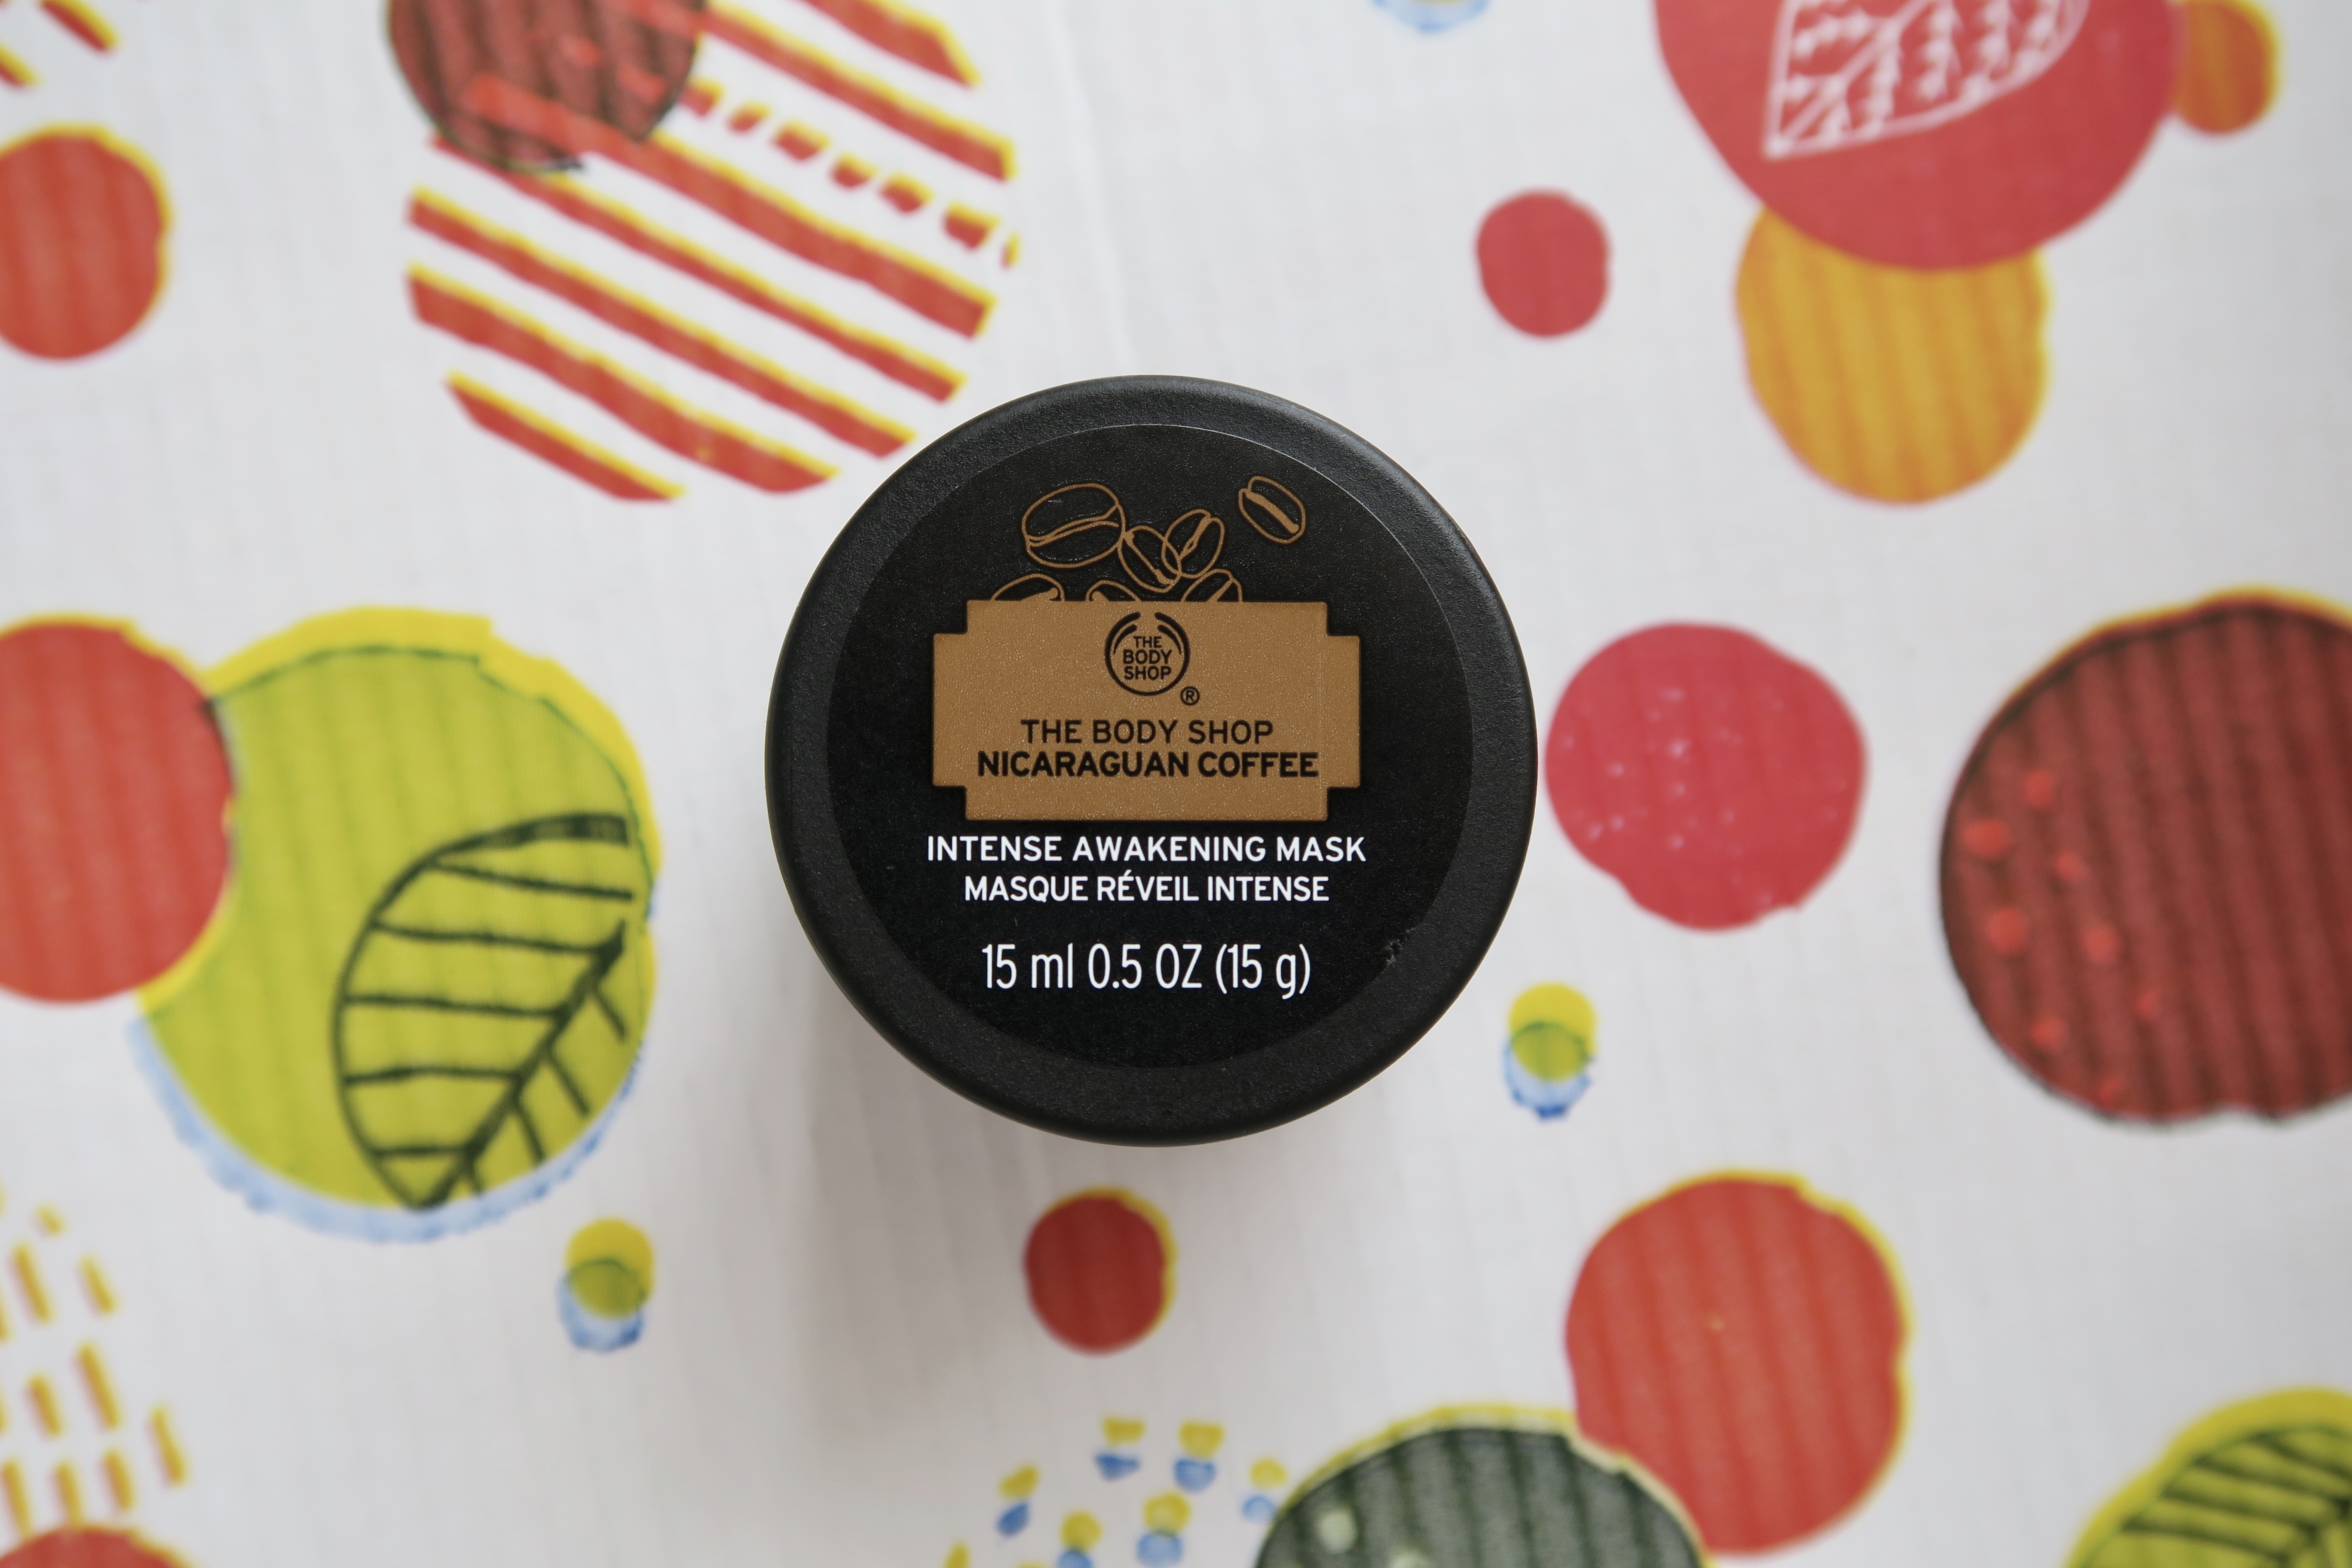 THE
BODY
SHOP
®
THE BODY SHOP
NICARAGUAN COFFEE
INTENSE AWAKENING MASK
MASQUE RÉVEIL INTENSE
15 ml 0.5 OZ (15 g)